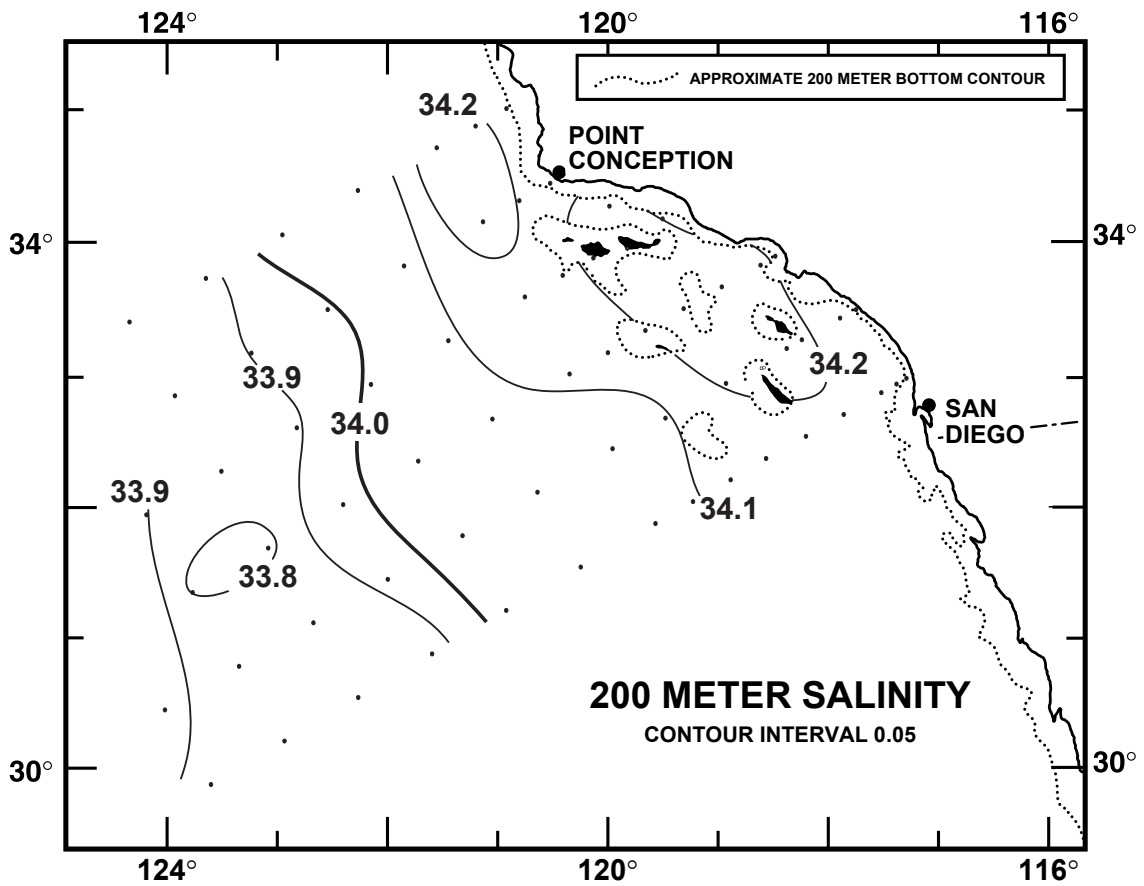 124° 120° 116°
APPROXIMATE 200 METER BOTTOM CONTOUR
34.2
POINT
CONCEPTION
34° 34°
34.2
33.9
34.0
SAN
DIEGO
33.9
34.1
33.8
200 METER SALINITY
CONTOUR INTERVAL 0.05
30° 30°
124° 120° 116°